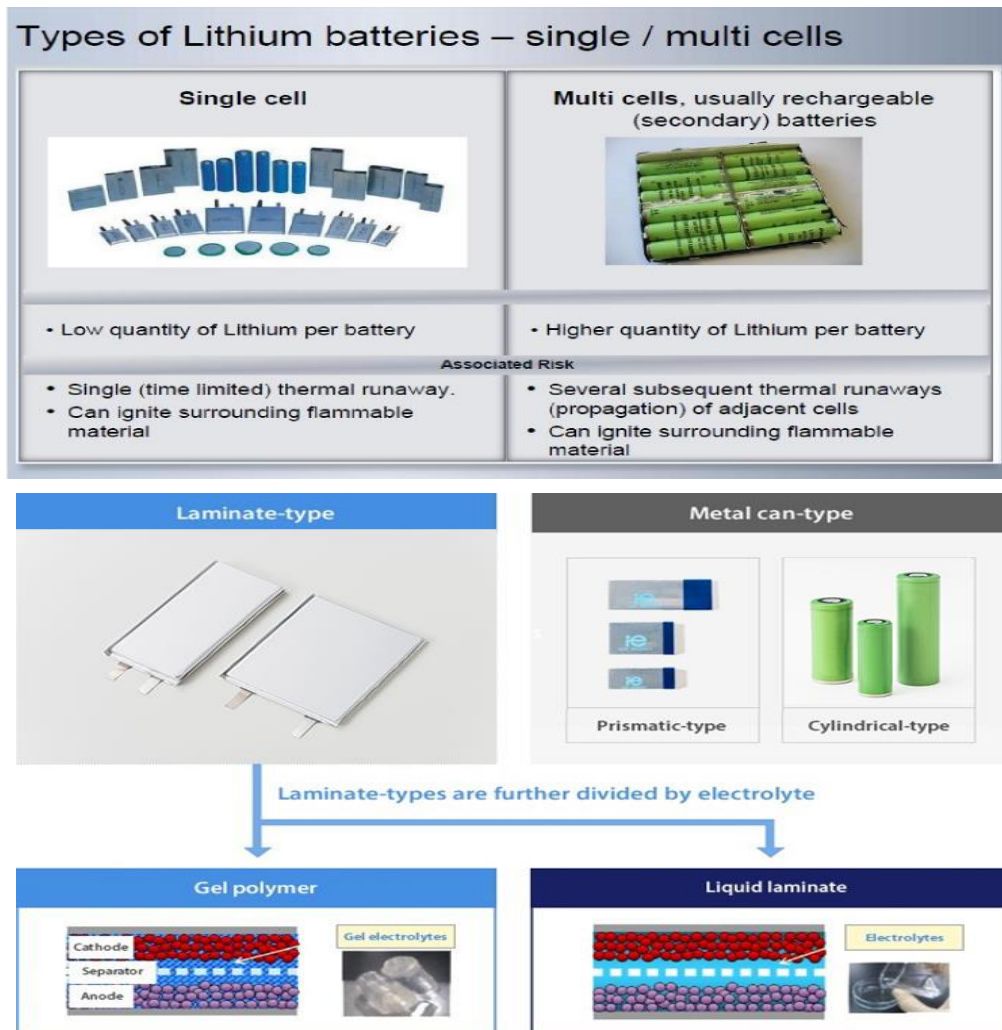 Types of Lithium batteries – single / multi cells
Single cell
Multi cells, usually rechargeable
(secondary) batteries
• Low quantity of Lithium per battery
• Higher quantity of Lithium per battery
Associated Risk
• Single (time limited) thermal runaway.
• Can ignite surrounding flammable
material
• Several subsequent thermal runaways
(propagation) of adjacent cells
• Can ignite surrounding flammable
material
Laminate-type
Metal can-type
ie
ie
ie
Prismatic-type
Cylindrical-type
Laminate-types are further divided by electrolyte
Gel polymer
Cathode
Separator
Anode
Gel electrolytes
Liquid laminate
Electrolytes